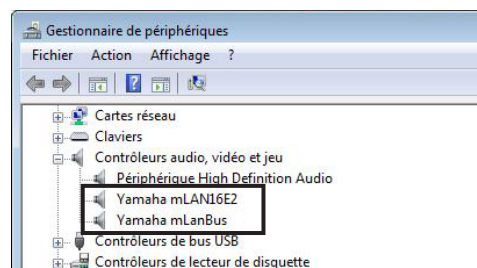 Gestionnaire de périphériques
Fichier Action Affichage ?
Cartes réseau
Claviers
Contrôleurs audio, vidéo et jeu
Périphérique High Definition Audio
Yamaha mLAN16E2
Yamaha mLanBus
Contrôleurs de bus USB
Contrôleurs de lecteur de disquette